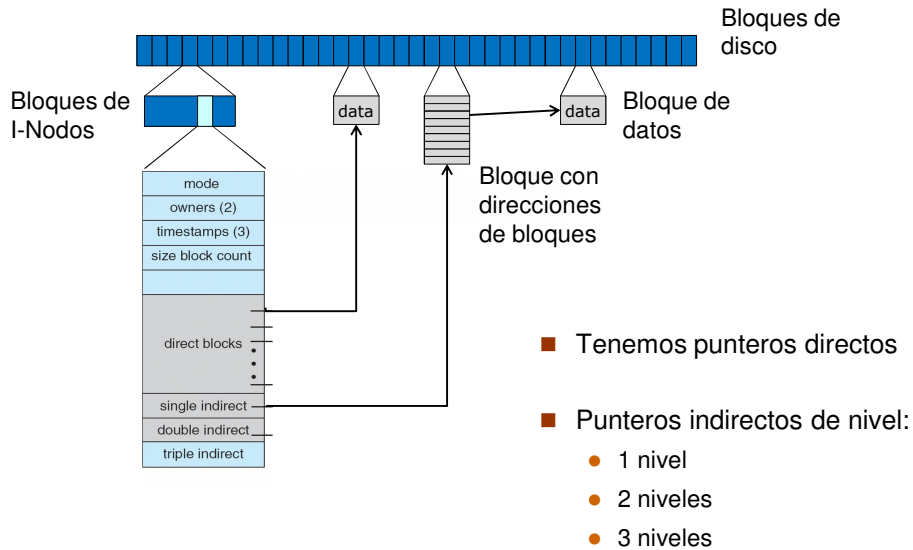 Bloques de
disco
Bloques de
I-Nodos
data
data
Bloque de
datos
Bloque con
direcciones
de bloques
mode
owners (2)
timestamps (3)
size block count
direct blocks
single indirect
double indirect
triple indirect
Tenemos punteros directos
Punteros indirectos de nivel:
1 nivel
2 niveles
3 niveles